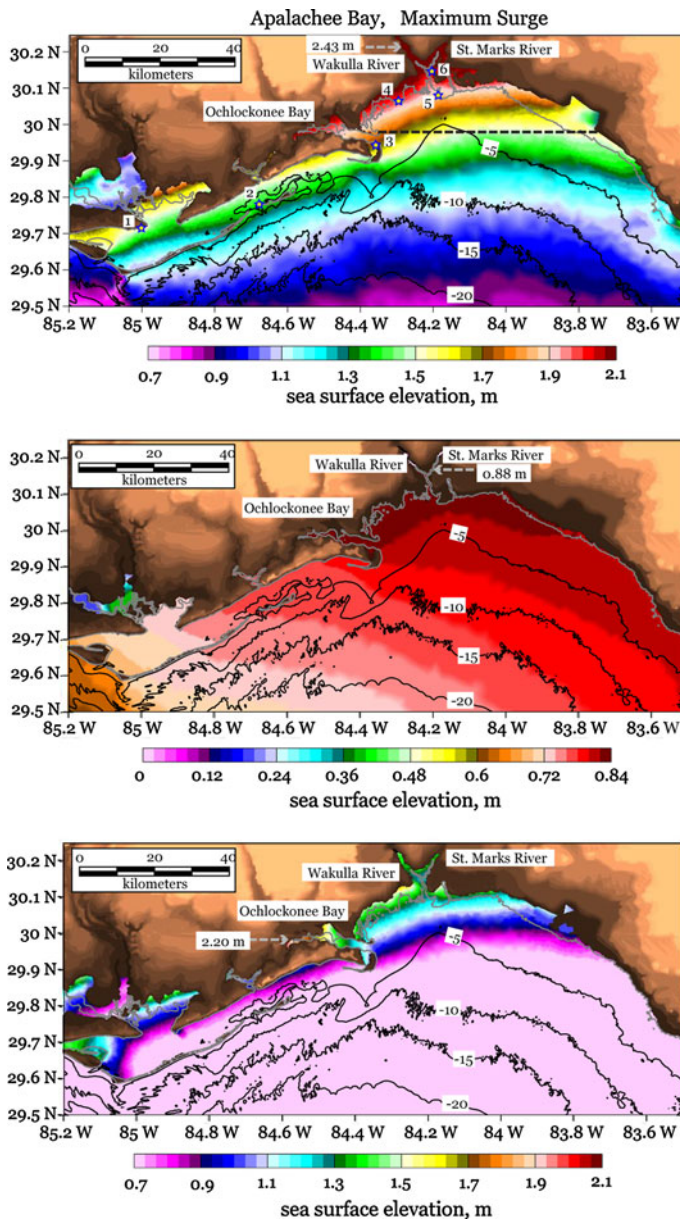 Apalachee Bay, Maximum Surge
30.2 N
30.1 N
30 N
29.9 N
29.8 N
29.7 N
29.6 N
29.5 N
0 20 40
kilometers
2.43 m
St. Marks River
Wakulla River
Ochlockonee Bay
1
2
3
4
5
6
-5
-10
-15
-20
85.2 W 85 W 84.8 W 84.6 W 84.4 W 84.2 W 84 W 83.8 W 83.6 W
0.7 0.9 1.1 1.3 1.5 1.7 1.9 2.1
sea surface elevation, m
30.2 N
30.1 N
30 N
29.9 N
29.8 N
29.7 N
29.6 N
29.5 N
0 20 40
kilometers
St. Marks River
Wakulla River
0.88 m
Ochlockonee Bay
-5
-10
-15
-20
85.2 W 85 W 84.8 W 84.6 W 84.4 W 84.2 W 84 W 83.8 W 83.6 W
0 0.12 0.24 0.36 0.48 0.6 0.72 0.84
sea surface elevation, m
30.2 N
30.1 N
30 N
29.9 N
29.8 N
29.7 N
29.6 N
29.5 N
0 20 40
kilometers
St. Marks River
Wakulla River
Ochlockonee Bay
2.20 m
-5
-10
-15
-20
85.2 W 85 W 84.8 W 84.6 W 84.4 W 84.2 W 84 W 83.8 W 83.6 W
0.7 0.9 1.1 1.3 1.5 1.7 1.9 2.1
sea surface elevation, m